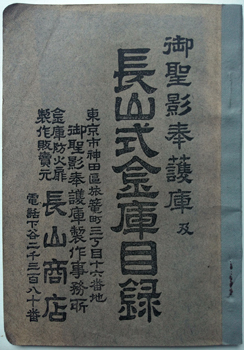 御聖影奉護庫及
長山式金庫目録
東京市神田區旅篭町三丁目十六番地
御聖影奉護庫製作事務所
金庫防火扉
製作販賣元
長山商店
電話下谷二千三百八十番